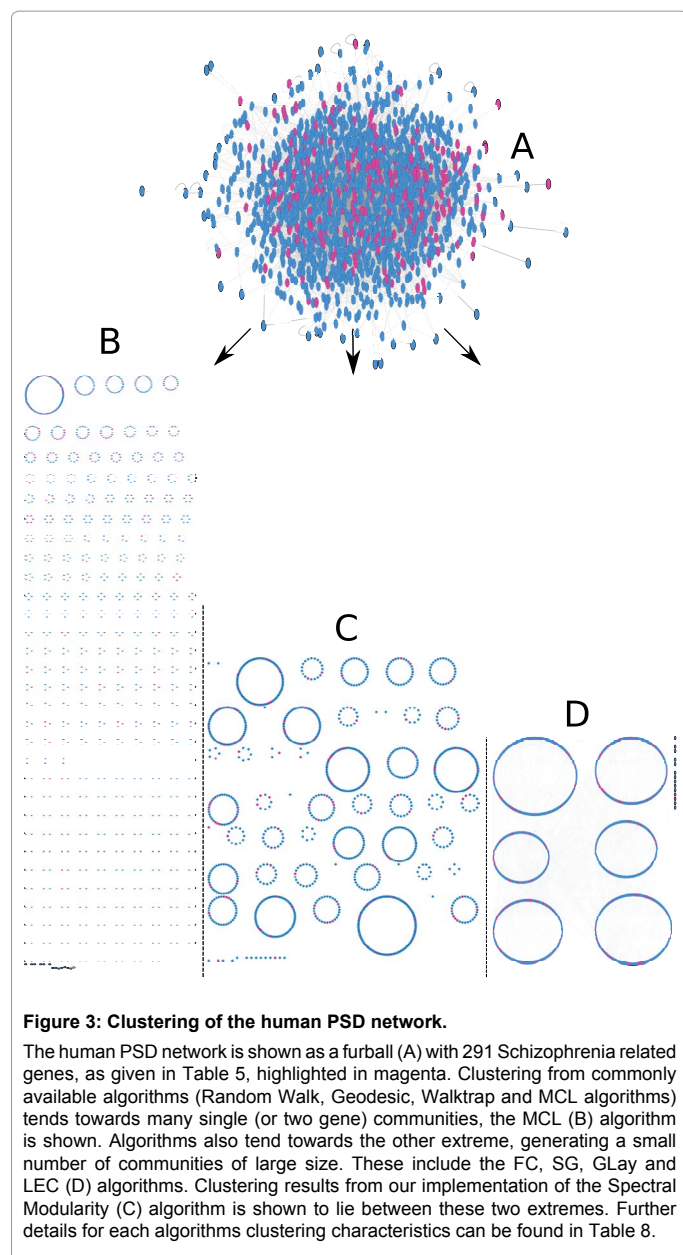 A
B
C
D
Figure 3: Clustering of the human PSD network.
The human PSD network is shown as a furball (A) with 291 Schizophrenia related
genes, as given in Table 5, highlighted in magenta. Clustering from commonly
available algorithms (Random Walk, Geodesic, Walktrap and MCL algorithms)
tends towards many single (or two gene) communities, the MCL (B) algorithm
is shown. Algorithms also tend towards the other extreme, generating a small
number of communities of large size. These include the FC, SG, GLay and
LEC (D) algorithms. Clustering results from our implementation of the Spectral
Modularity (C) algorithm is shown to lie between these two extremes. Further
details for each algorithms clustering characteristics can be found in Table 8.